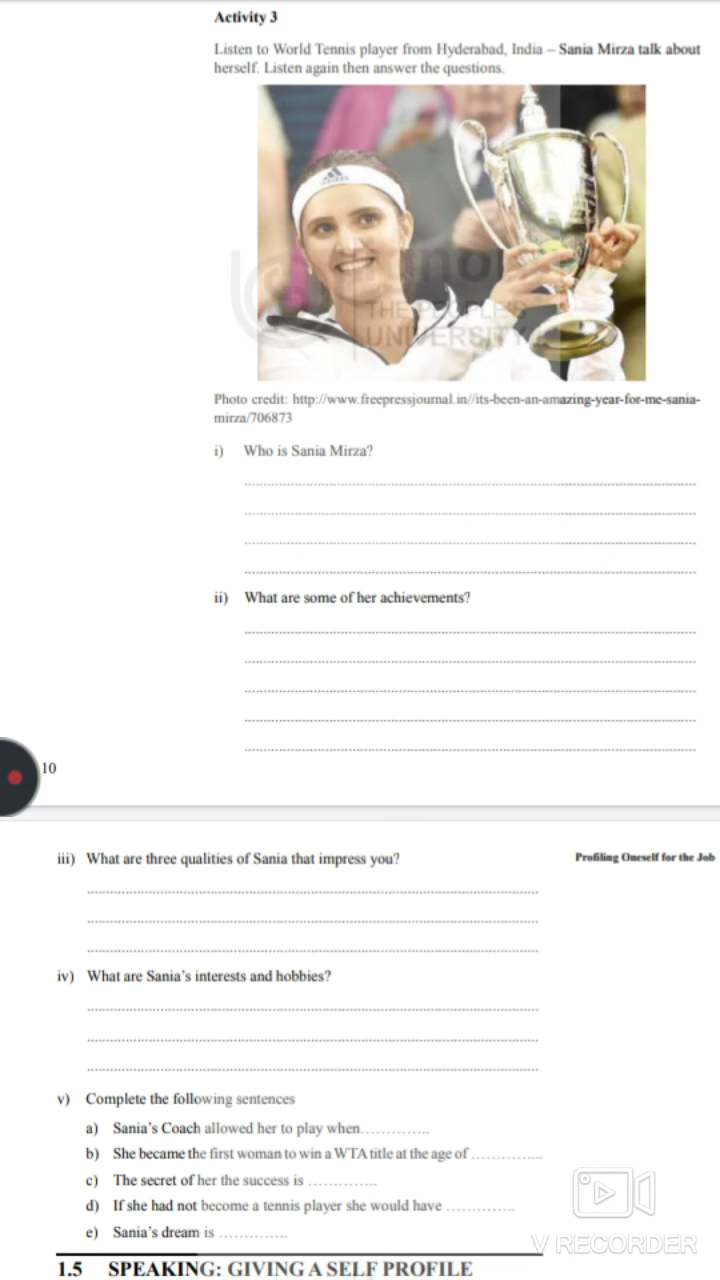 Activity 3
Listen to World Tennis player from Hyderabad, India – Sania Mirza talk about
herself. Listen again then answer the questions.
THE PEOPLE'S
UNIVERSITY
Photo credit: http://www.freepressjournal.in//its-been-an-amazing-year-for-me-sania-
mirza/706873
i) Who is Sania Mirza?
ii) What are some of her achievements?
10
iii) What are three qualities of Sania that impress you?
Profiling Oneself for the Job
iv) What are Sania's interests and hobbies?
v) Complete the following sentences
a) Sania's Coach allowed her to play when..............
b) She became the first woman to win a WTA title at the age of ...............
c) The secret of her the success is ..............
d) If she had not become a tennis player she would have ..............
e) Sania's dream is ..............
V RECORDER
1.5 SPEAKING: GIVING A SELF PROFILE